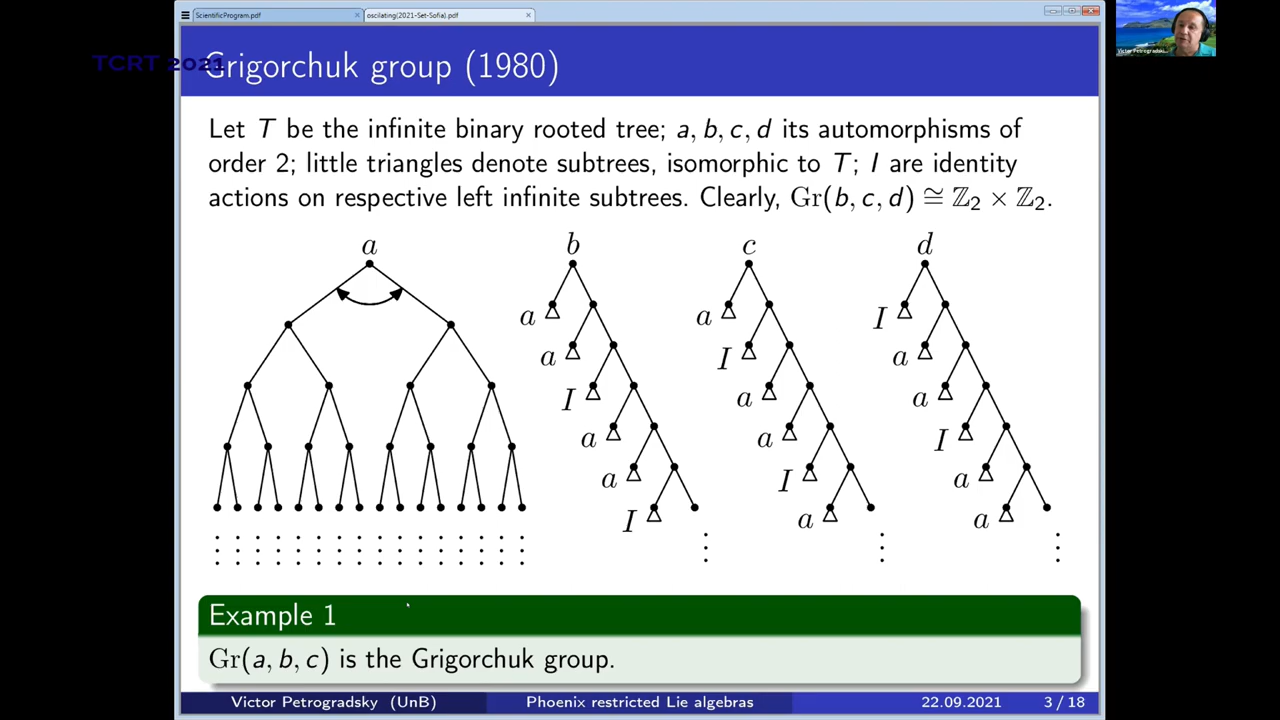 ScientificProgram.pdf
oscilating(2021-Set-Sofia).pdf
TCRT 2021
Grigorchuk group (1980)
Let T be the infinite binary rooted tree; a, b, c, d its automorphisms of
order 2; little triangles denote subtrees, isomorphic to T; I are identity
actions on respective left infinite subtrees. Clearly, Gr(b, c, d) ≅ ℤ₂ × ℤ₂.
a b c d
a a I
a I a
I a a
a a I
a I a
I a a
Example 1
Gr(a, b, c) is the Grigorchuk group.
Victor Petrogradsky (UnB) Phoenix restricted Lie algebras 22.09.2021 3 / 18